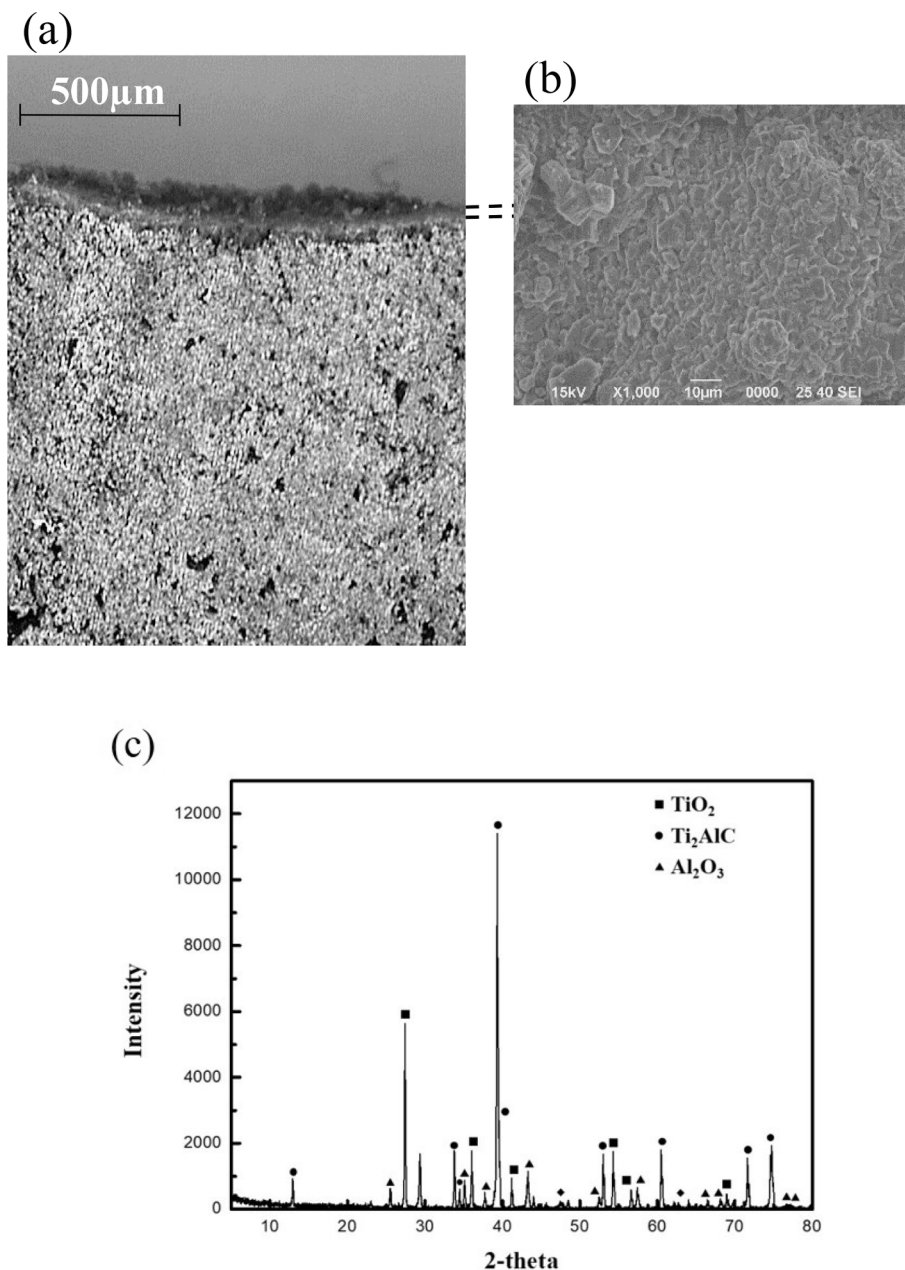 (a)
500µm
(b)
15kV X1,000 10µm 0000 25 40 SEI
(c)
12000
10000
8000
6000
4000
2000
0
Intensity
■ TiO₂
● Ti₂AlC
▲ Al₂O₃
10 20 30 40 50 60 70 80
2-theta